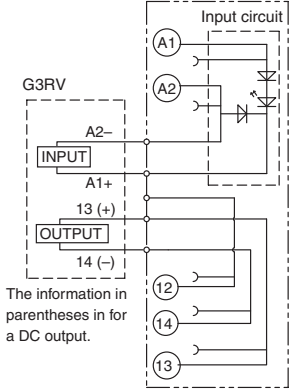 Input circuit
A1
G3RV
A2
A2–
INPUT
A1+
13 (+)
OUTPUT
14 (–)
12
The information in
parentheses in for
a DC output.
14
13